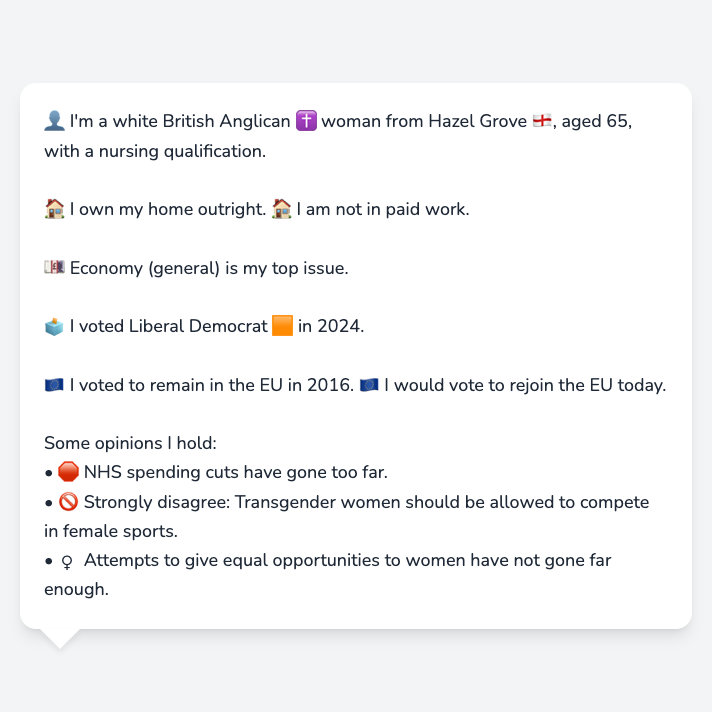 👤 I'm a white British Anglican ✝️ woman from Hazel Grove 🏴󠁧󠁢󠁥󠁮󠁧󠁿, aged 65,
with a nursing qualification.
🏠 I own my home outright. 🏠 I am not in paid work.
💷 Economy (general) is my top issue.
🗳️ I voted Liberal Democrat 🟧 in 2024.
🇪🇺 I voted to remain in the EU in 2016. 🇪🇺 I would vote to rejoin the EU today.
Some opinions I hold:
• 🛑 NHS spending cuts have gone too far.
• 🚫 Strongly disagree: Transgender women should be allowed to compete
in female sports.
• ♀ Attempts to give equal opportunities to women have not gone far
enough.